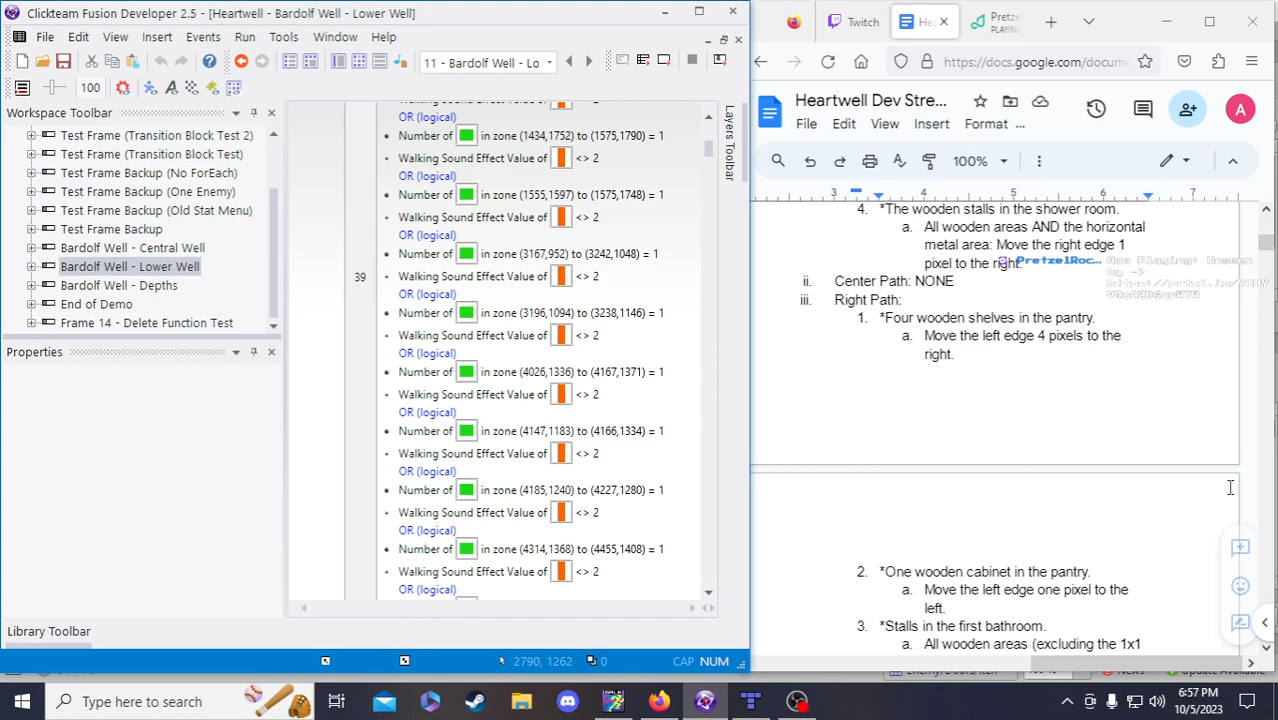 Clickteam Fusion Developer 2.5 - [Heartwell - Bardolf Well - Lower Well]
File Edit View Insert Events Run Tools Window Help
11 - Bardolf Well - Lo
100
Workspace Toolbar
Test Frame (Transition Block Test 2)
Test Frame (Transition Block Test)
Test Frame Backup (No ForEach)
Test Frame Backup (One Enemy)
Test Frame Backup (Old Stat Menu)
Test Frame Backup
Bardolf Well - Central Well
Bardolf Well - Lower Well
Bardolf Well - Depths
End of Demo
Frame 14 - Delete Function Test
Properties
Library Toolbar
39
OR (logical)
Number of in zone (1434,1752) to (1575,1790) = 1
Walking Sound Effect Value of <> 2
OR (logical)
Number of in zone (1555,1597) to (1575,1748) = 1
Walking Sound Effect Value of <> 2
OR (logical)
Number of in zone (3167,952) to (3242,1048) = 1
Walking Sound Effect Value of <> 2
OR (logical)
Number of in zone (3196,1094) to (3238,1146) = 1
Walking Sound Effect Value of <> 2
OR (logical)
Number of in zone (4026,1336) to (4167,1371) = 1
Walking Sound Effect Value of <> 2
OR (logical)
Number of in zone (4147,1183) to (4166,1334) = 1
Walking Sound Effect Value of <> 2
OR (logical)
Number of in zone (4185,1240) to (4227,1280) = 1
Walking Sound Effect Value of <> 2
OR (logical)
Number of in zone (4314,1368) to (4455,1408) = 1
Walking Sound Effect Value of <> 2
OR (logical)
Layers Toolbar
2790, 1262
0
CAP NUM
Twitch
He
Pretzel
PLAYING
https://docs.google.com/docume
Heartwell Dev Stre...
File Edit View Insert Format ...
A
100%
3 4 5 6 7
4. *The wooden stalls in the shower room.
a. All wooden areas AND the horizontal
metal area: Move the right edge 1
pixel to the right.
PretzelRoc... Now Playing: Unseen
by ->
ii. Center Path: NONE
iii. Right Path:
1. *Four wooden shelves in the pantry.
a. Move the left edge 4 pixels to the
right.
2. *One wooden cabinet in the pantry.
a. Move the left edge one pixel to the
left.
3. *Stalls in the first bathroom.
a. All wooden areas (excluding the 1x1
Type here to search
6:57 PM
10/5/2023